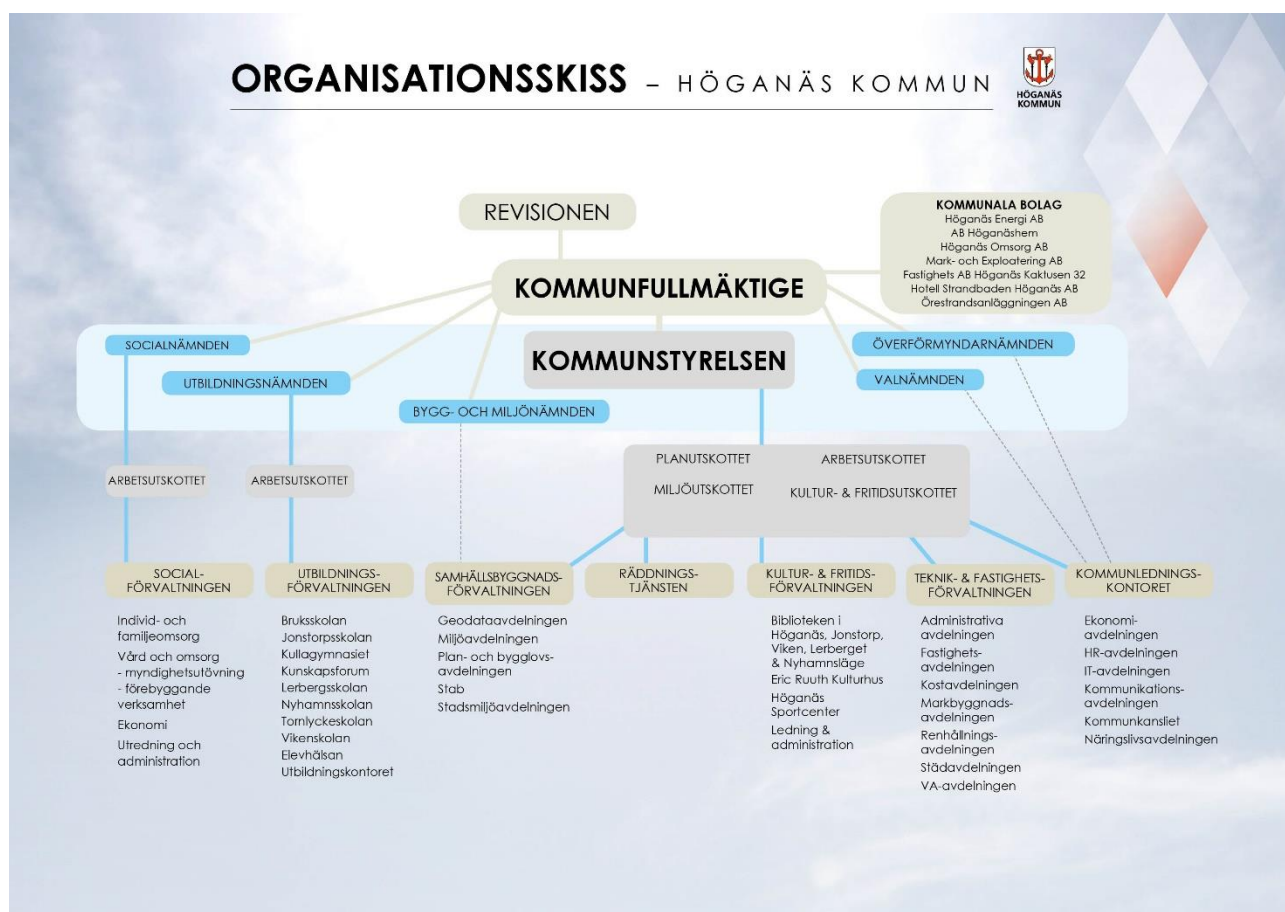 ORGANISATIONSSKISS – HÖGANÄS KOMMUN
HÖGANÄS
KOMMUN
REVISIONEN
KOMMUNALA BOLAG
Höganäs Energi AB
AB Höganäshem
Höganäs Omsorg AB
Mark- och Exploatering AB
Fastighets AB Höganäs Kaktusen 32
Hotell Strandbaden Höganäs AB
Örestrandsanläggningen AB
KOMMUNFULLMÄKTIGE
SOCIALNÄMNDEN
UTBILDNINGSNÄMNDEN
BYGG- OCH MILJÖNÄMNDEN
KOMMUNSTYRELSEN
ÖVERFÖRMYNDARNÄMNDEN
VALNÄMNDEN
ARBETSUTSKOTTET
ARBETSUTSKOTTET
PLANUTSKOTTET
ARBETSUTSKOTTET
MILJÖUTSKOTTET
KULTUR- & FRITIDSUTSKOTTET
SOCIAL-
FÖRVALTNINGEN
Individ- och
familjeomsorg
Vård och omsorg
- myndighetsutövning
- förebyggande
verksamhet
Ekonomi
Utredning och
administration
UTBILDNINGS-
FÖRVALTNINGEN
Bruksskolan
Jonstorpsskolan
Kullagymnasiet
Kunskapsforum
Lerbergsskolan
Nyhamnsskolan
Tornlyckeskolan
Vikenskolan
Elevhälsan
Utbildningskontoret
SAMHÄLLSBYGGNADS-
FÖRVALTNINGEN
Geodataavdelningen
Miljöavdelningen
Plan- och bygglovs-
avdelningen
Stab
Stadsmiljöavdelningen
RÄDDNINGS-
TJÄNSTEN
KULTUR- & FRITIDS-
FÖRVALTNINGEN
Biblioteken i
Höganäs, Jonstorp,
Viken, Lerberget
& Nyhamnsläge
Eric Ruuth Kulturhus
Höganäs
Sportcenter
Ledning &
administration
TEKNIK- & FASTIGHETS-
FÖRVALTNINGEN
Administrativa
avdelningen
Fastighets-
avdelningen
Kostavdelningen
Markbyggnads-
avdelningen
Renhållnings-
avdelningen
Städavdelningen
VA-avdelningen
KOMMUNLEDNINGS-
KONTORET
Ekonomi-
avdelningen
HR-avdelningen
IT-avdelningen
Kommunikations-
avdelningen
Kommunkansliet
Näringslivsavdelningen